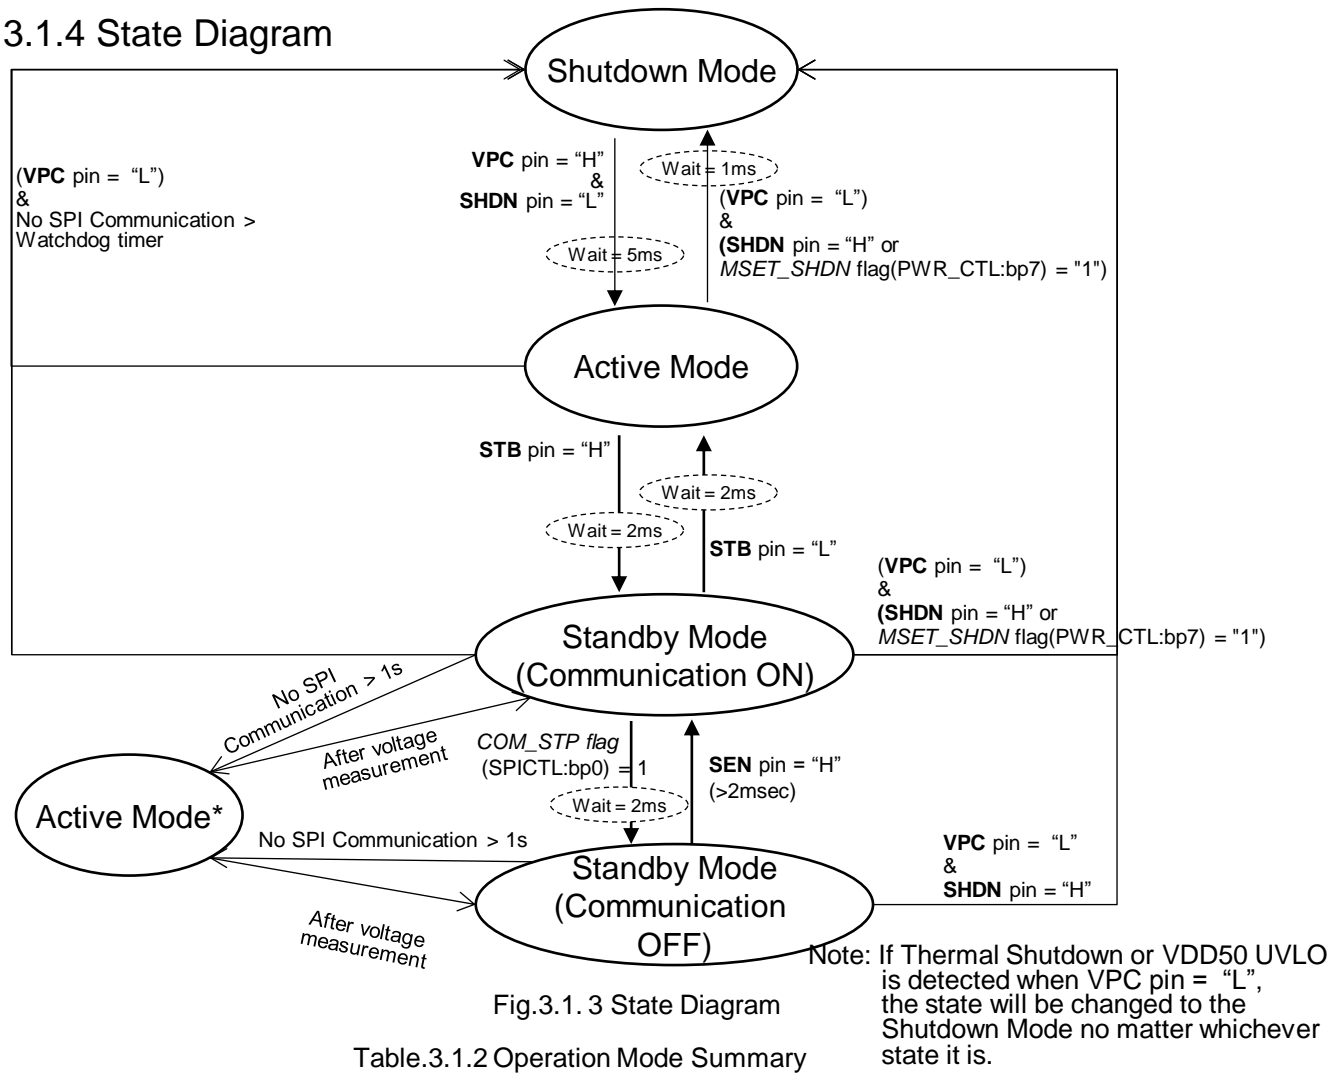 3.1.4 State Diagram
Shutdown Mode
(VPC pin = “L”)
&
No SPI Communication >
Watchdog timer
VPC pin = “H”
&
SHDN pin = “L”
Wait = 5ms
Wait = 1ms
(VPC pin = “L”)
&
(SHDN pin = “H” or
MSET_SHDN flag(PWR_CTL:bp7) = "1")
Active Mode
STB pin = “H”
Wait = 2ms
Wait = 2ms
STB pin = “L”
(VPC pin = “L”)
&
(SHDN pin = “H” or
MSET_SHDN flag(PWR_CTL:bp7) = "1")
Standby Mode
(Communication ON)
No SPI
Communication > 1s
After voltage
measurement
COM_STP flag
(SPICTL:bp0) = 1
Wait = 2ms
SEN pin = “H”
(>2msec)
Active Mode*
No SPI Communication > 1s
After voltage
measurement
Standby Mode
(Communication
OFF)
VPC pin = “L”
&
SHDN pin = “H”
Note: If Thermal Shutdown or VDD50 UVLO
is detected when VPC pin = “L”,
the state will be changed to the
Shutdown Mode no matter whichever
state it is.
Fig.3.1. 3 State Diagram
Table.3.1.2 Operation Mode Summary